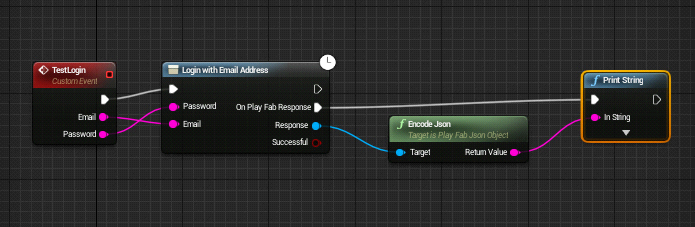 TestLogin
Custom Event
Email
Password
Login with Email Address
Password
On Play Fab Response
Email
Response
Successful
f Encode Json
Target is Play Fab Json Object
Target
Return Value
f Print String
In String